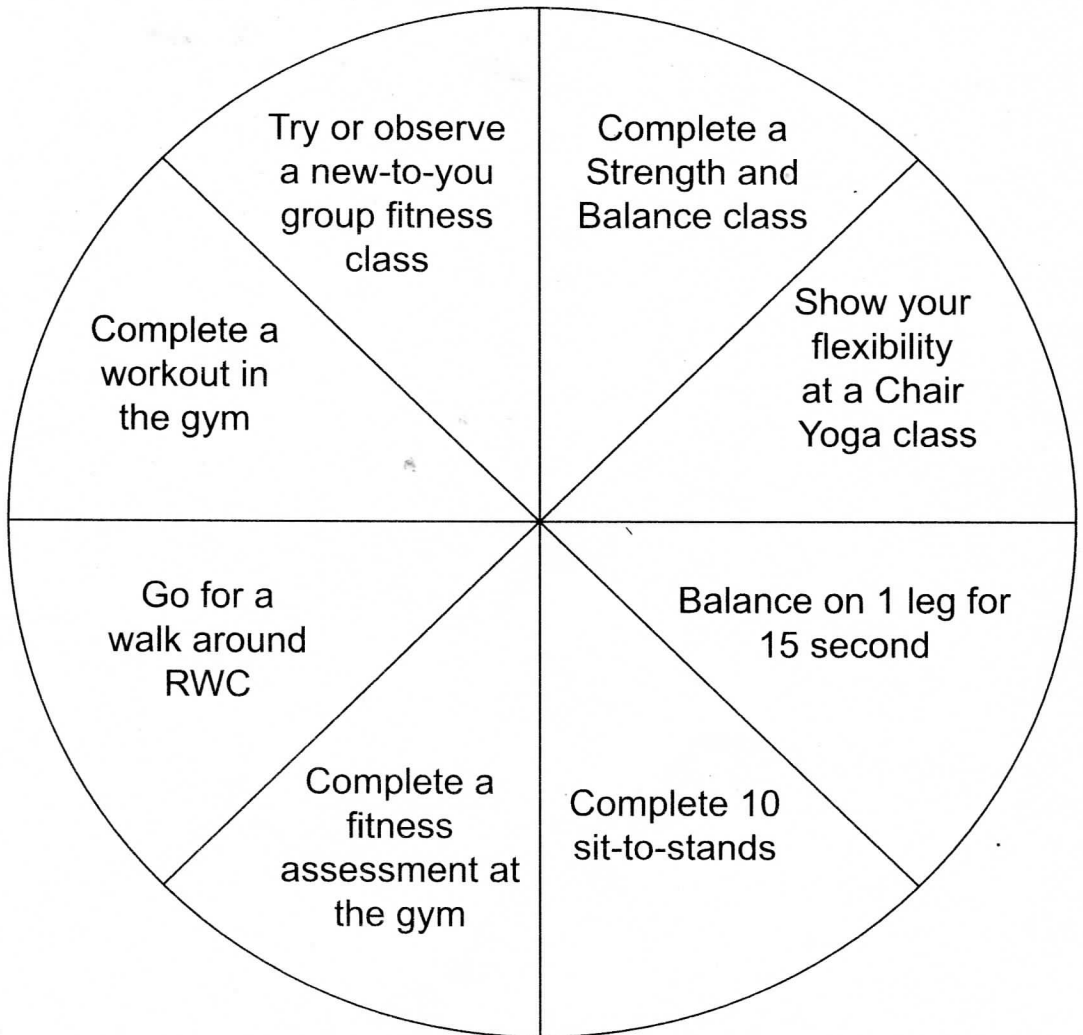 Try or observe
a new-to-you
group fitness
class
Complete a
Strength and
Balance class
Show your
flexibility
at a Chair
Yoga class
Balance on 1 leg for
15 second
Complete 10
sit-to-stands
Complete a
fitness
assessment at
the gym
Go for a
walk around
RWC
Complete a
workout in
the gym